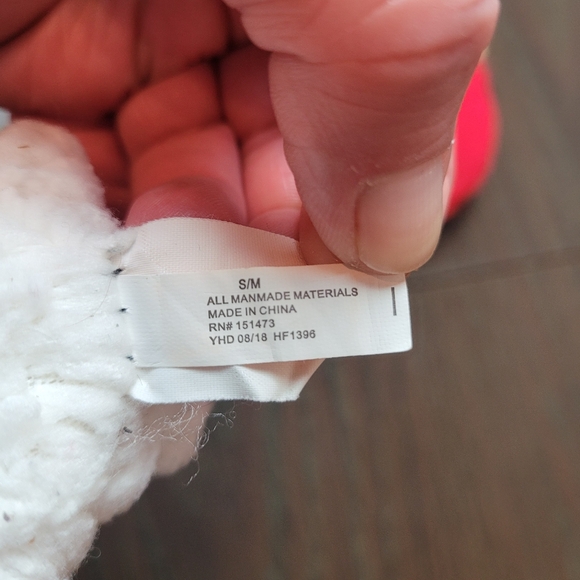 S/M
ALL MANMADE MATERIALS
MADE IN CHINA
RN# 151473
YHD 08/18 HF1396